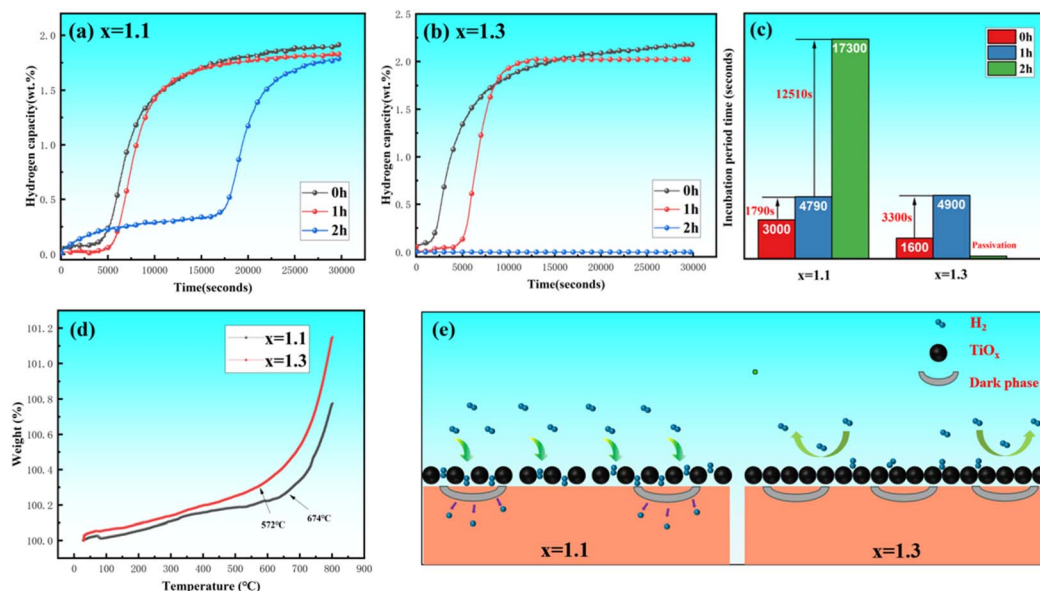 (a) x=1.1
Hydrogen capacity(wt.%)
2.0
1.5
1.0
0.5
0.0
0h
1h
2h
0 5000 10000 15000 20000 25000 30000
Time(seconds)
(b) x=1.3
Hydrogen capacity(wt.%)
2.5
2.0
1.5
1.0
0.5
0.0
0h
1h
2h
0 5000 10000 15000 20000 25000 30000
Time(seconds)
(c)
Incubation period time (seconds)
0h
1h
2h
17300
12510s
1790s
4790
3000
3300s
4900
1600
Passivation
x=1.1 x=1.3
(d)
Weight (%)
101.2
101.0
100.8
100.6
100.4
100.2
100.0
x=1.1
x=1.3
572℃
674℃
0 100 200 300 400 500 600 700 800 900
Temperature (℃)
(e)
H2
TiOx
Dark phase
x=1.1
x=1.3